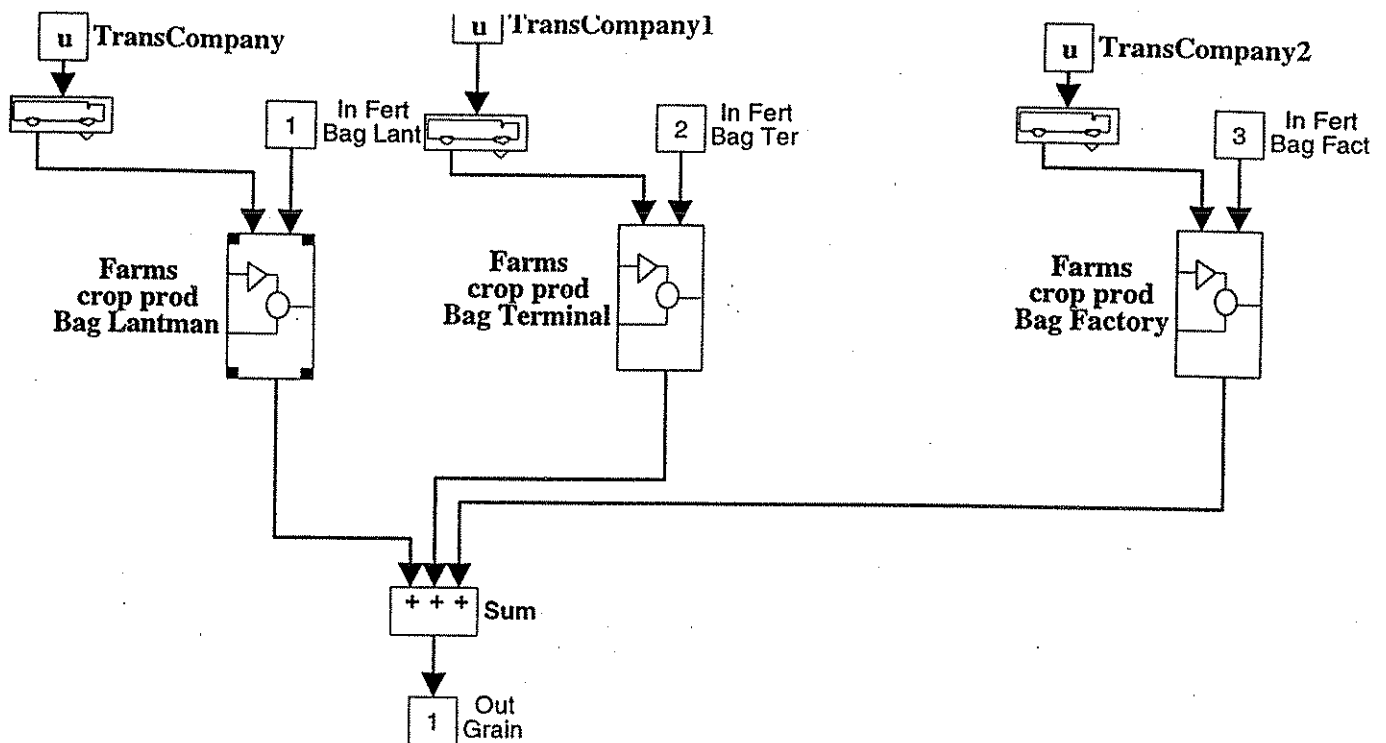 u TransCompany
u TransCompany1
u TransCompany2
1
In Fert
Bag Lant
2
In Fert
Bag Ter
3
In Fert
Bag Fact
Farms
crop prod
Bag Lantman
Farms
crop prod
Bag Terminal
Farms
crop prod
Bag Factory
+ + + Sum
1
Out
Grain